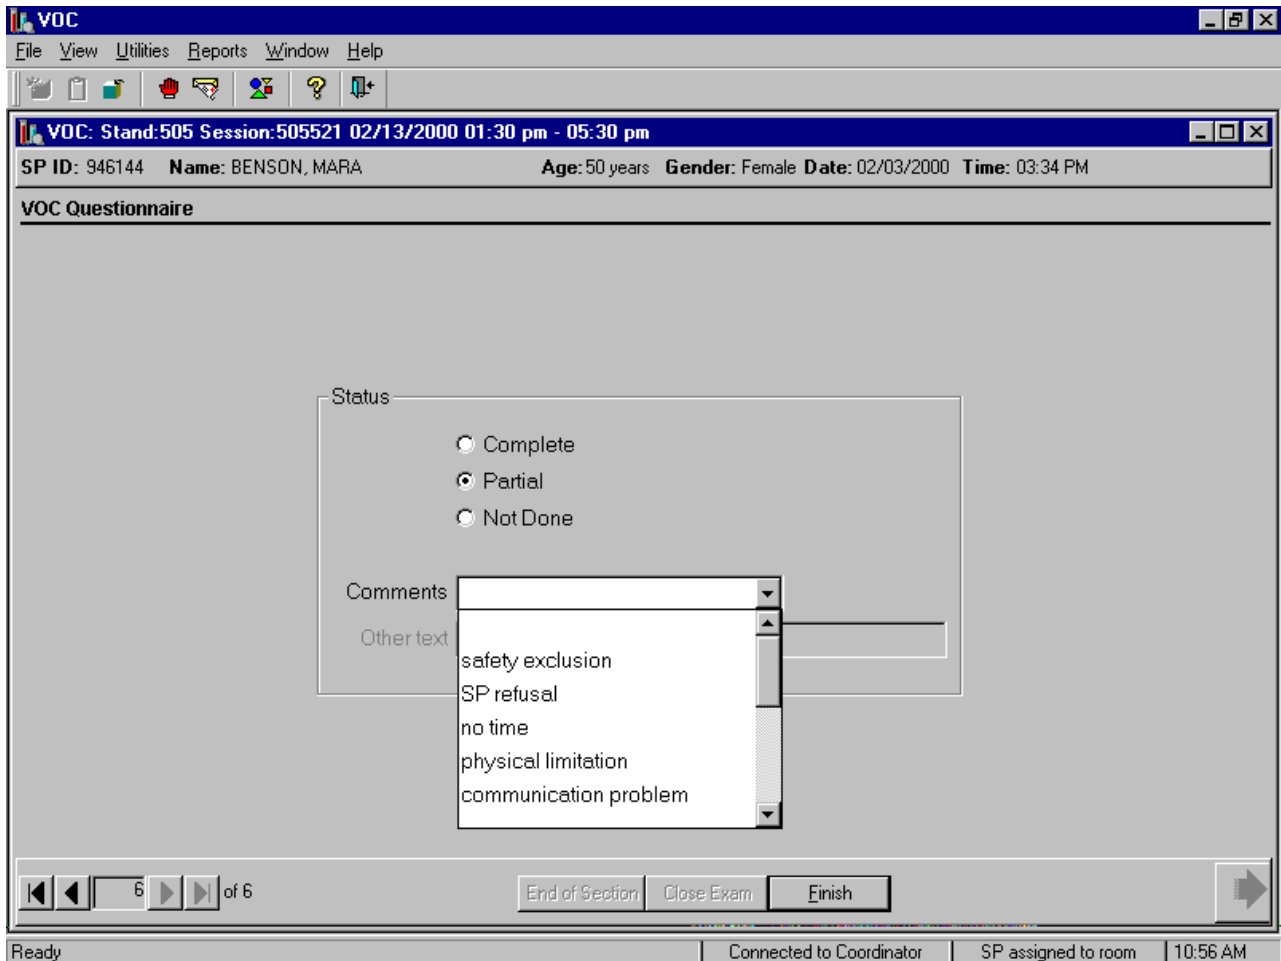 VOC
File View Utilities Reports Window Help
VOC: Stand:505 Session:505521 02/13/2000 01:30 pm - 05:30 pm
SP ID: 946144 Name: BENSON, MARA Age: 50 years Gender: Female Date: 02/03/2000 Time: 03:34 PM
VOC Questionnaire
Status
Complete
Partial
Not Done
Comments
Other text
safety exclusion
SP refusal
no time
physical limitation
communication problem
6 of 6 End of Section Close Exam Finish
Ready Connected to Coordinator SP assigned to room 10:56 AM